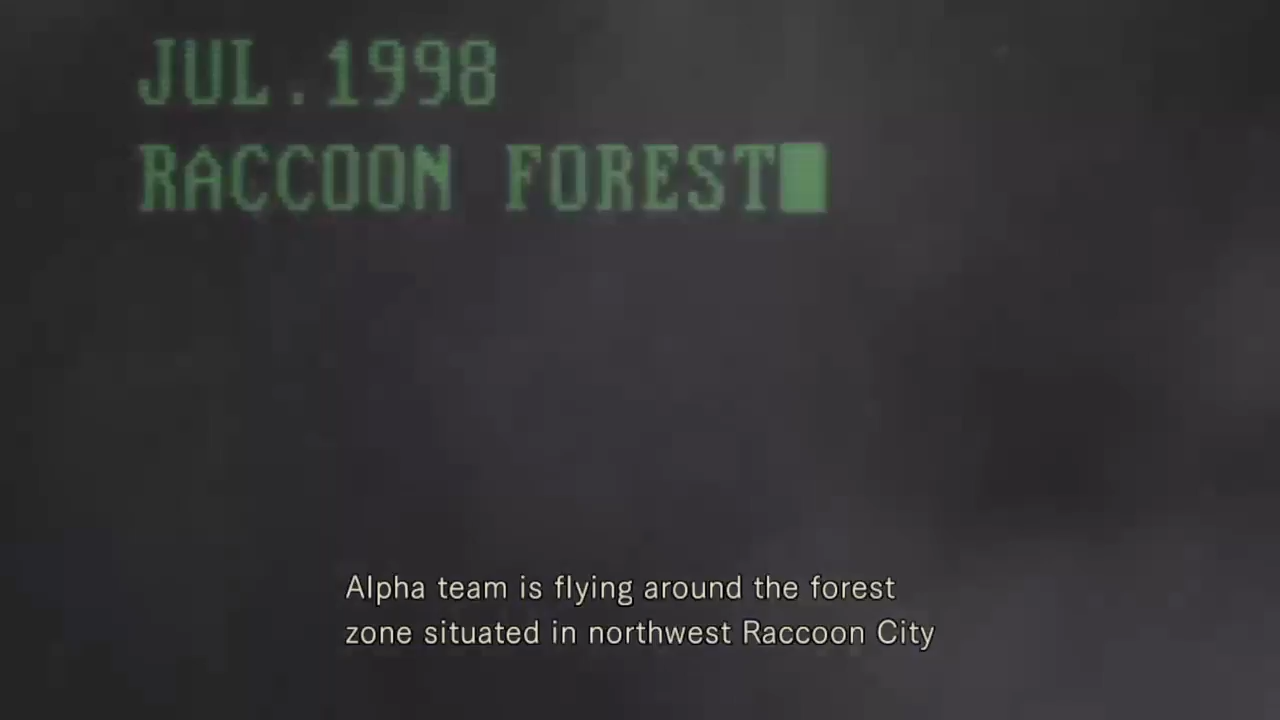 JUL.1998
RACCOON FOREST
Alpha team is flying around the forest
zone situated in northwest Raccoon City